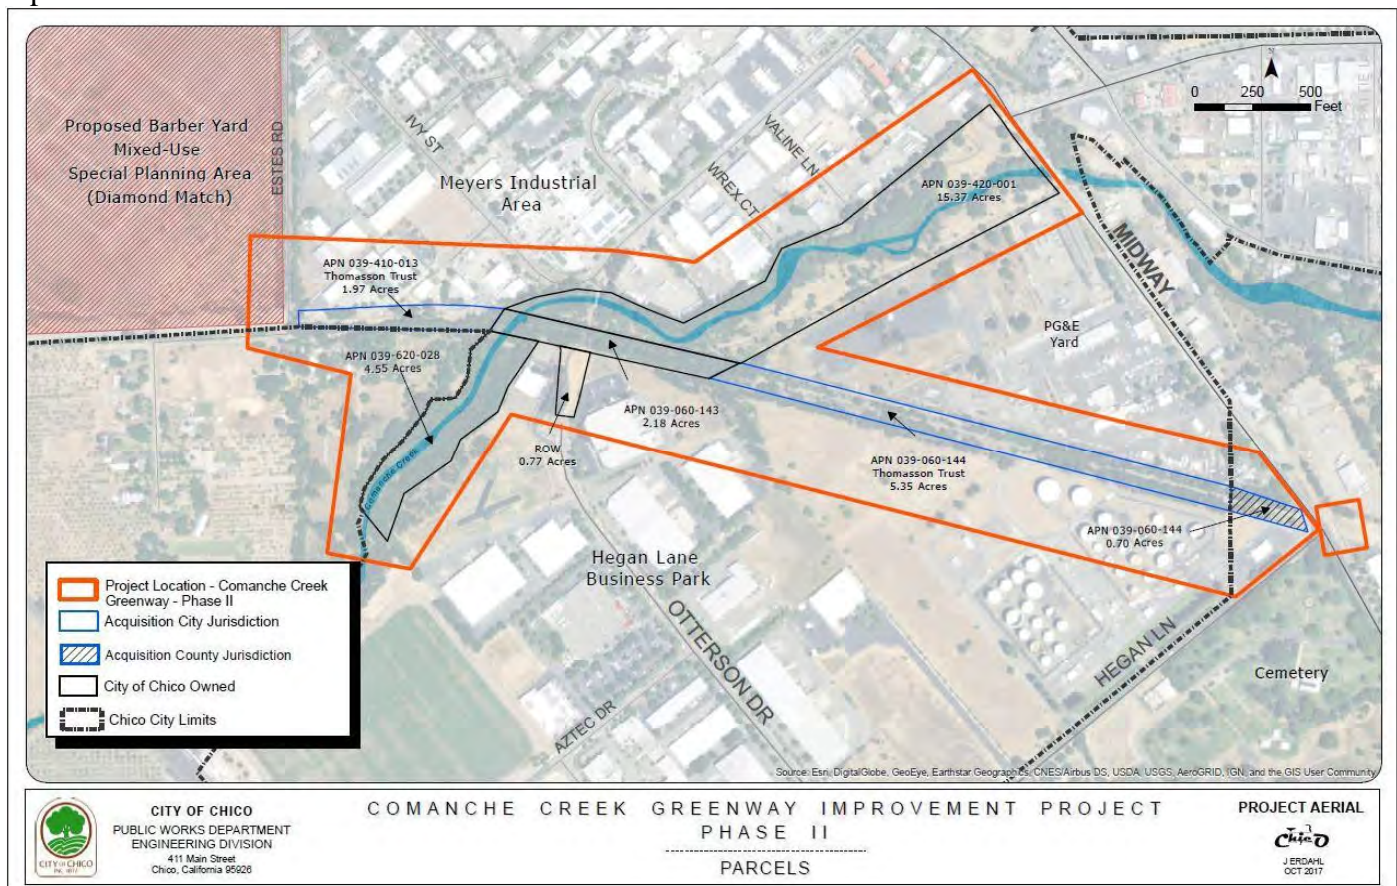 Proposed Barber Yard
Mixed-Use
Special Planning Area
(Diamond Match)
ESTES RD
IVY ST
Meyers Industrial
Area
VALINE LN
WREX CT
N
0 250 500
Feet
APN 039-420-001
15.37 Acres
MIDWAY
PG&E
Yard
APN 039-410-013
Thomasson Trust
1.97 Acres
APN 039-620-028
4.55 Acres
Comanche Creek
ROW
0.77 Acres
APN 039-060-143
2.18 Acres
APN 039-060-144
Thomasson Trust
5.35 Acres
APN 039-060-144
0.70 Acres
Hegan Lane
Business Park
OTTERSON DR
AZTEC DR
HEGAN LN
Cemetery
Project Location - Comanche Creek
Greenway - Phase II
Acquisition City Jurisdiction
Acquisition County Jurisdiction
City of Chico Owned
Chico City Limits
Source: Esri, DigitalGlobe, GeoEye, Earthstar Geographics, CNES/Airbus DS, USDA, USGS, AeroGRID, IGN, and the GIS User Community
CITY OF CHICO
INC. 1872
CITY OF CHICO
PUBLIC WORKS DEPARTMENT
ENGINEERING DIVISION
411 Main Street
Chico, California 95926
COMANCHE CREEK GREENWAY IMPROVEMENT PROJECT
PHASE II
PARCELS
PROJECT AERIAL
Chico
J ERDAHL
OCT 2017